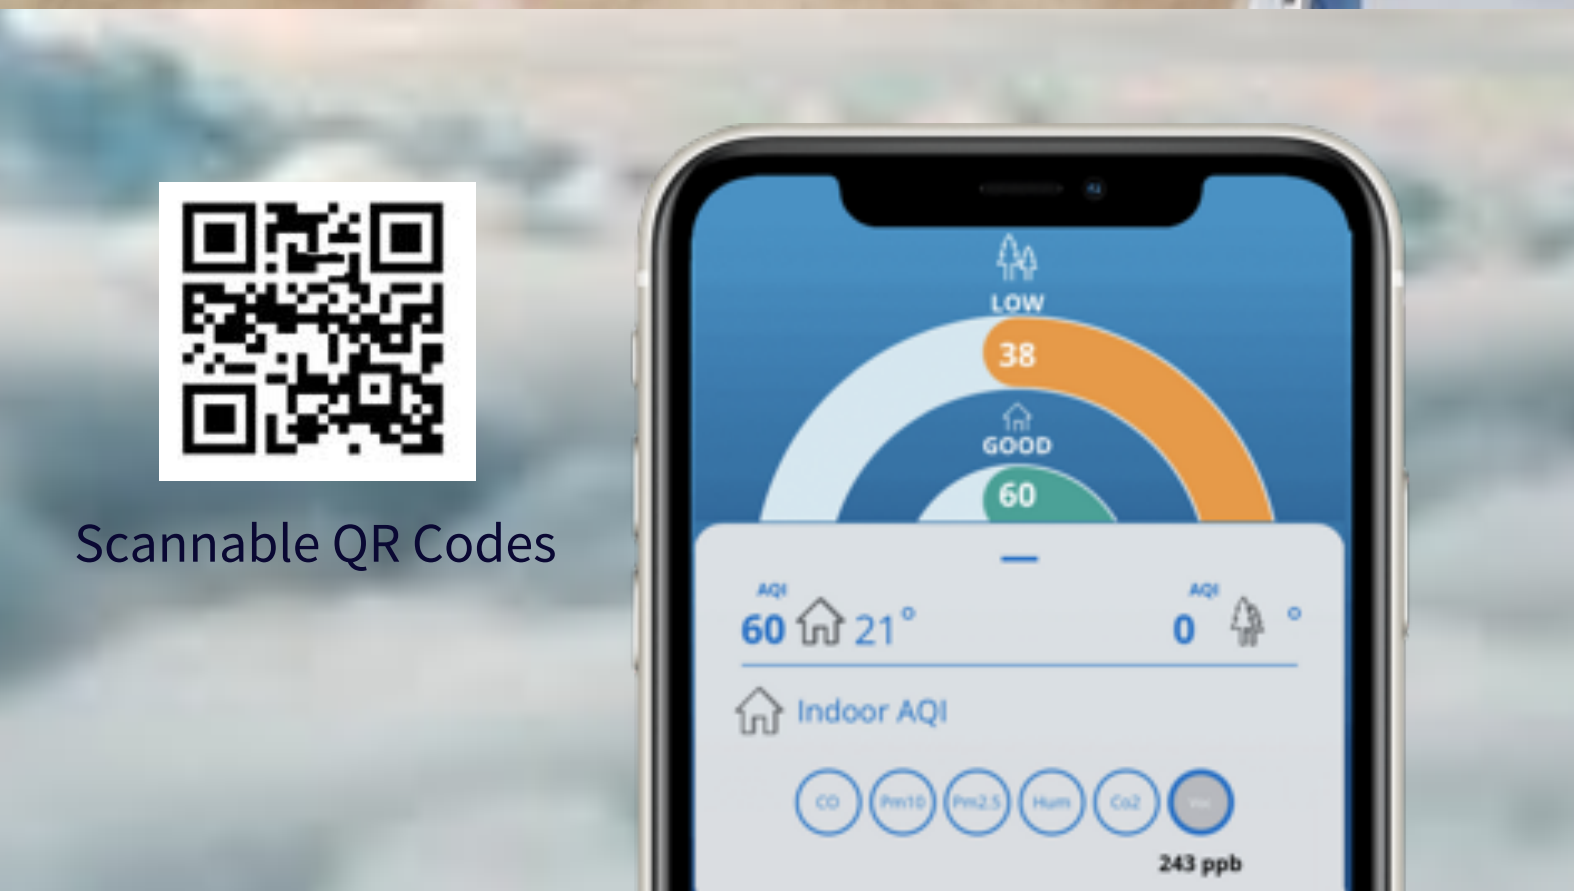 LOW
38
GOOD
60
Scannable QR Codes
AQI
60
21°
AQI
0
°
Indoor AQI
CO
Pm10
Pm2.5
Hum
Co2
Voc
243 ppb